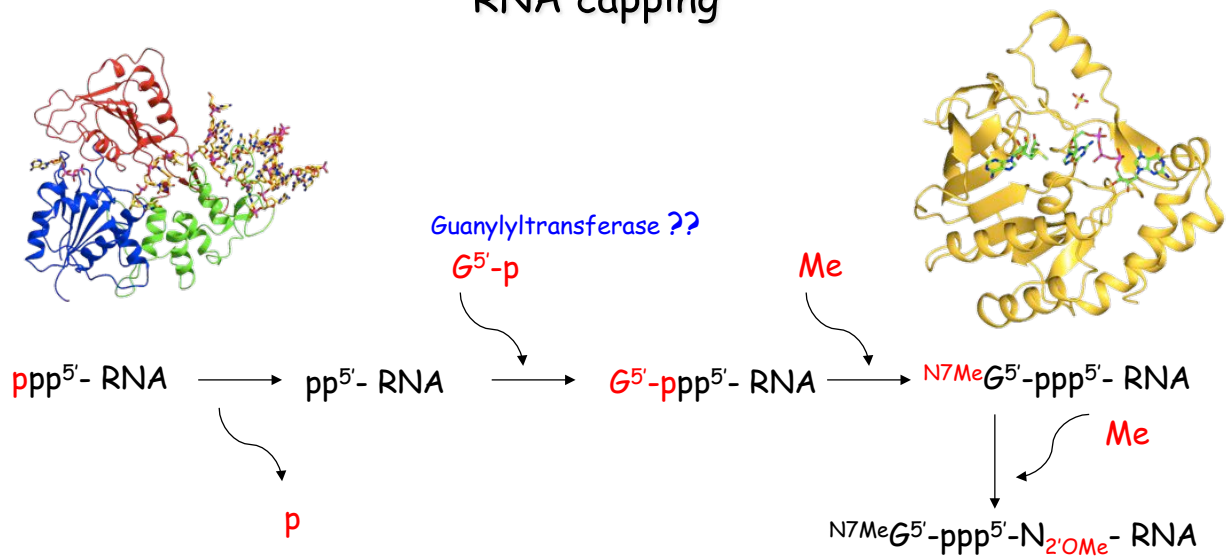 RNA capping
Guanylyltransferase ??
G5'-p
Me
ppp5'- RNA
pp5'- RNA
G5'-ppp5'- RNA
N7MeG5'-ppp5'- RNA
Me
p
N7MeG5'-ppp5'-N2'OMe- RNA